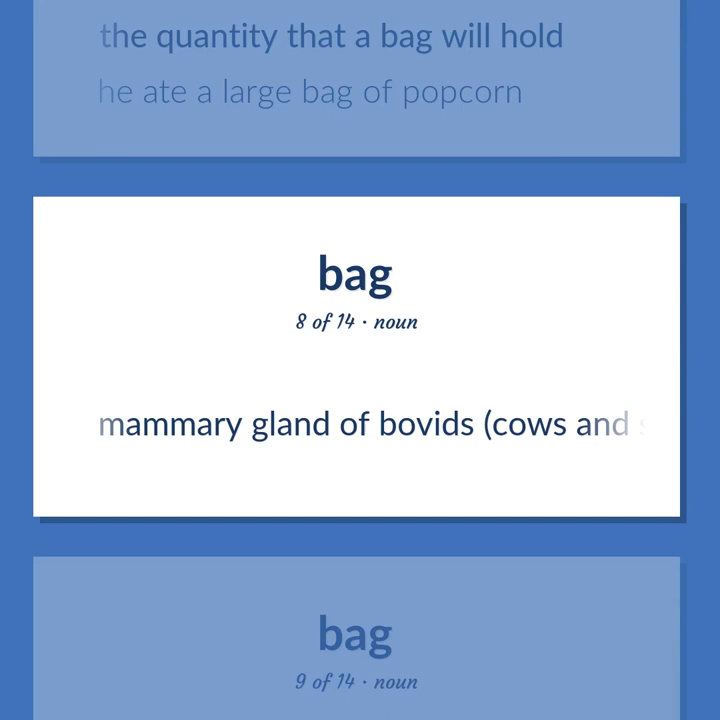 the quantity that a bag will hold
he ate a large bag of popcorn
bag
8 of 14 · noun
mammary gland of bovids (cows and
bag
9 of 14 · noun